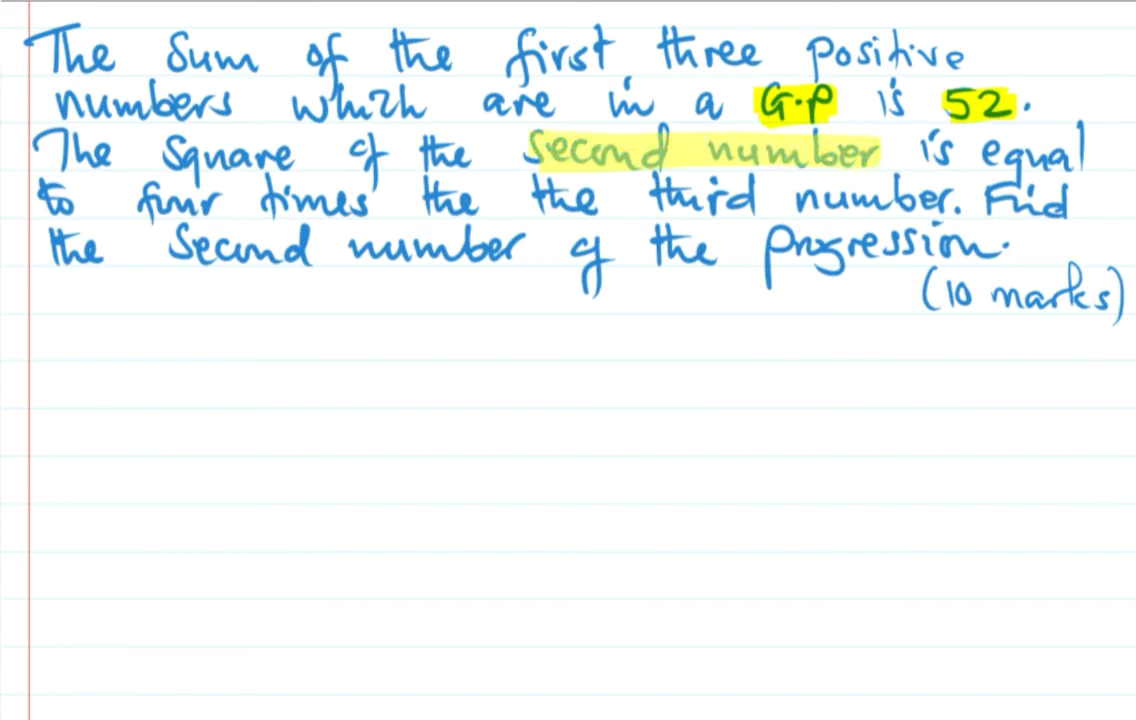 The Sum of the first three positive
numbers which are in a G.P is 52.
The square of the second number is equal
to four times the the third number. Find
the second number of the progression.
(10 marks)